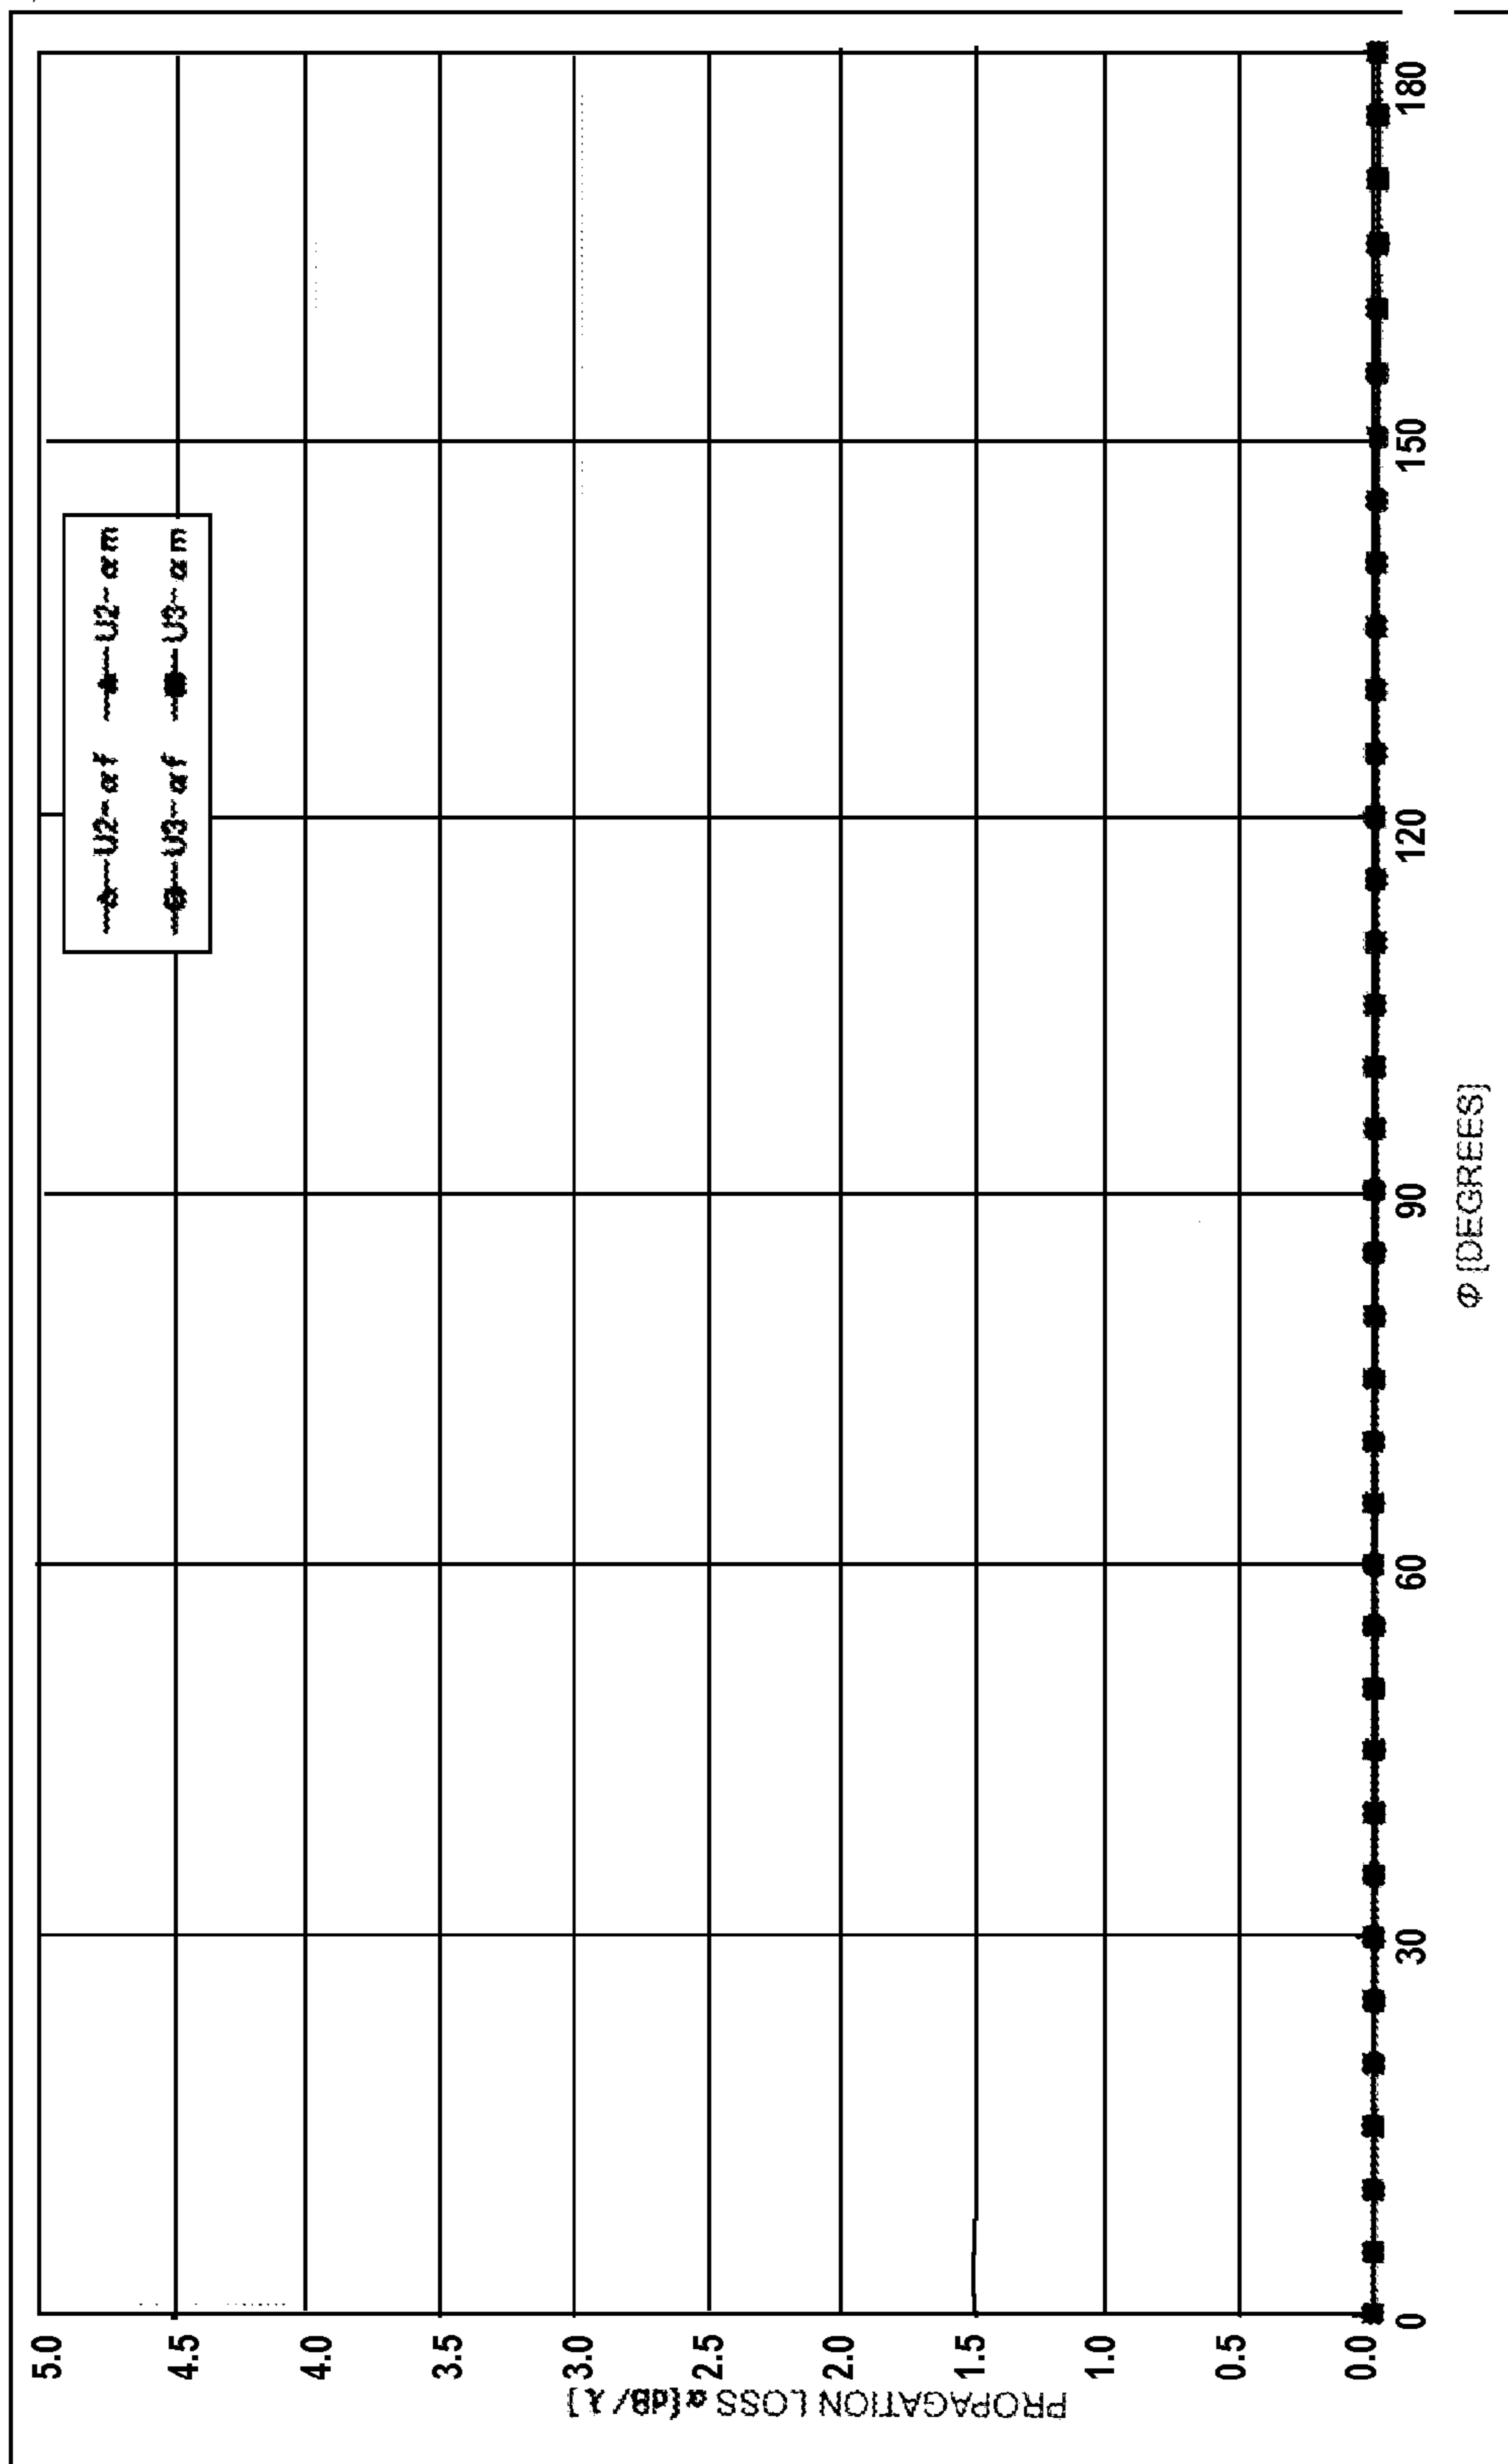 5.0
4.5
4.0
3.5
3.0
2.5
2.0
1.5
1.0
0.5
0.0
PROPAGATION LOSS α [dB/λ]
U2-αf U2-αm
U3-αf U3-αm
0 30 60 90 120 150 180
Φ [DEGREES]